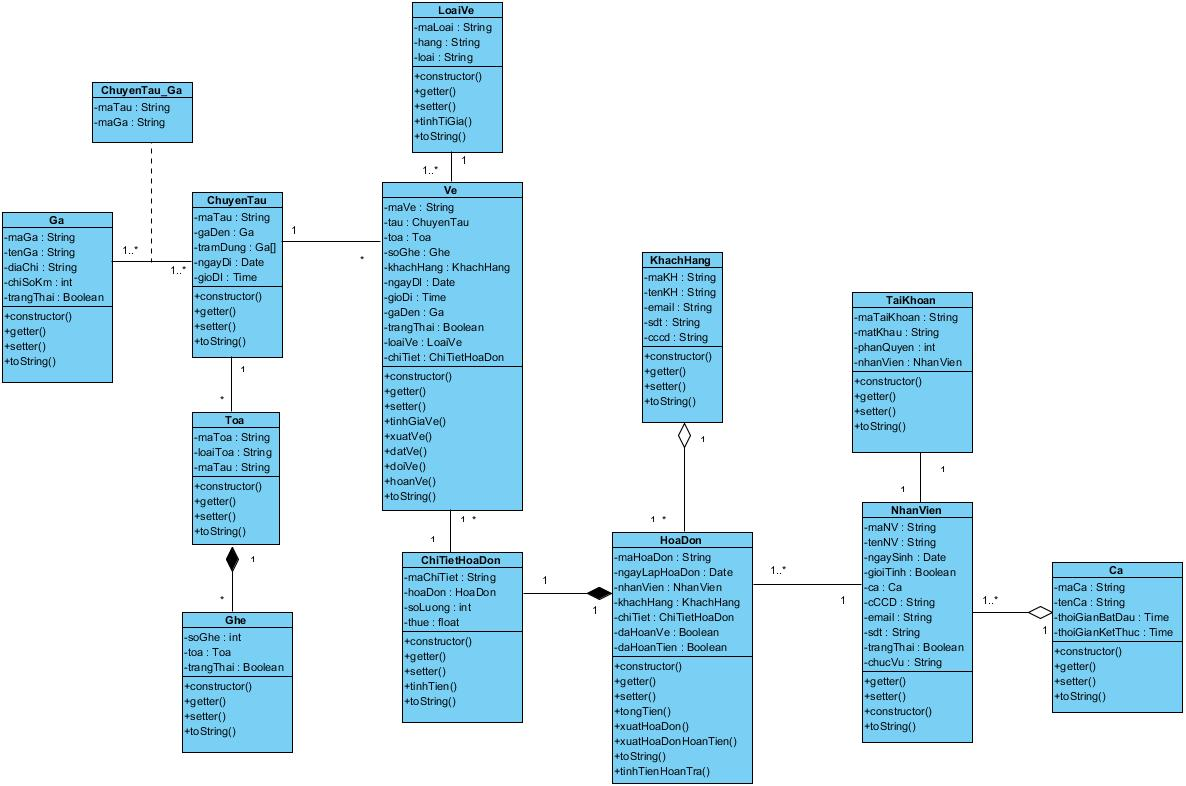 LoaiVe
-maLoai : String
-hang : String
-loai : String
+constructor()
+getter()
+setter()
+tinhTiGia()
+toString()
1
1..*
ChuyenTau_Ga
-maTau : String
-maGa : String
Ga
-maGa : String
-tenGa : String
-diaChi : String
-chiSoKm : int
-trangThai : Boolean
+constructor()
+getter()
+setter()
+toString()
1..*
1..*
ChuyenTau
-maTau : String
-gaDen : Ga
-tramDung : Ga[]
-ngayDi : Date
-gioDI : Time
+constructor()
+getter()
+setter()
+toString()
1
*
1
*
Ve
-maVe : String
-tau : ChuyenTau
-toa : Toa
-soGhe : Ghe
-khachHang : KhachHang
-ngayDI : Date
-gioDi : Time
-gaDen : Ga
-trangThai : Boolean
-loaiVe : LoaiVe
-chiTiet : ChiTietHoaDon
+constructor()
+getter()
+setter()
+tinhGiaVe()
+xuatVe()
+datVe()
+doiVe()
+hoanVe()
+toString()
1 *
1
Toa
-maToa : String
-loaiToa : String
-maTau : String
+constructor()
+getter()
+setter()
+toString()
1
*
Ghe
-soGhe : int
-toa : Toa
-trangThai : Boolean
+constructor()
+getter()
+setter()
+toString()
ChiTietHoaDon
-maChiTiet : String
-hoaDon : HoaDon
-soLuong : int
-thue : float
+constructor()
+getter()
+setter()
+tinhTien()
+toString()
1
1
KhachHang
-maKH : String
-tenKH : String
-email : String
-sdt : String
-cccd : String
+constructor()
+getter()
+setter()
+toString()
1
1 *
HoaDon
-maHoaDon : String
-ngayLapHoaDon : Date
-nhanVien : NhanVien
-khachHang : KhachHang
-chiTiet : ChiTietHoaDon
-daHoanVe : Boolean
-daHoanTien : Boolean
+constructor()
+getter()
+setter()
+tongTien()
+xuatHoaDon()
+xuatHoaDonHoanTien()
+toString()
+tinhTienHoanTra()
1..*
1
TaiKhoan
-maTaiKhoan : String
-matKhau : String
-phanQuyen : int
-nhanVien : NhanVien
+constructor()
+getter()
+setter()
+toString()
1
1
NhanVien
-maNV : String
-tenNV : String
-ngaySinh : Date
-gioiTinh : Boolean
-ca : Ca
-cCCD : String
-email : String
-sdt : String
-trangThai : Boolean
-chucVu : String
+getter()
+setter()
+constructor()
+toString()
1..*
1
Ca
-maCa : String
-tenCa : String
-thoiGianBatDau : Time
-thoiGianKetThuc : Time
+constructor()
+getter()
+setter()
+toString()